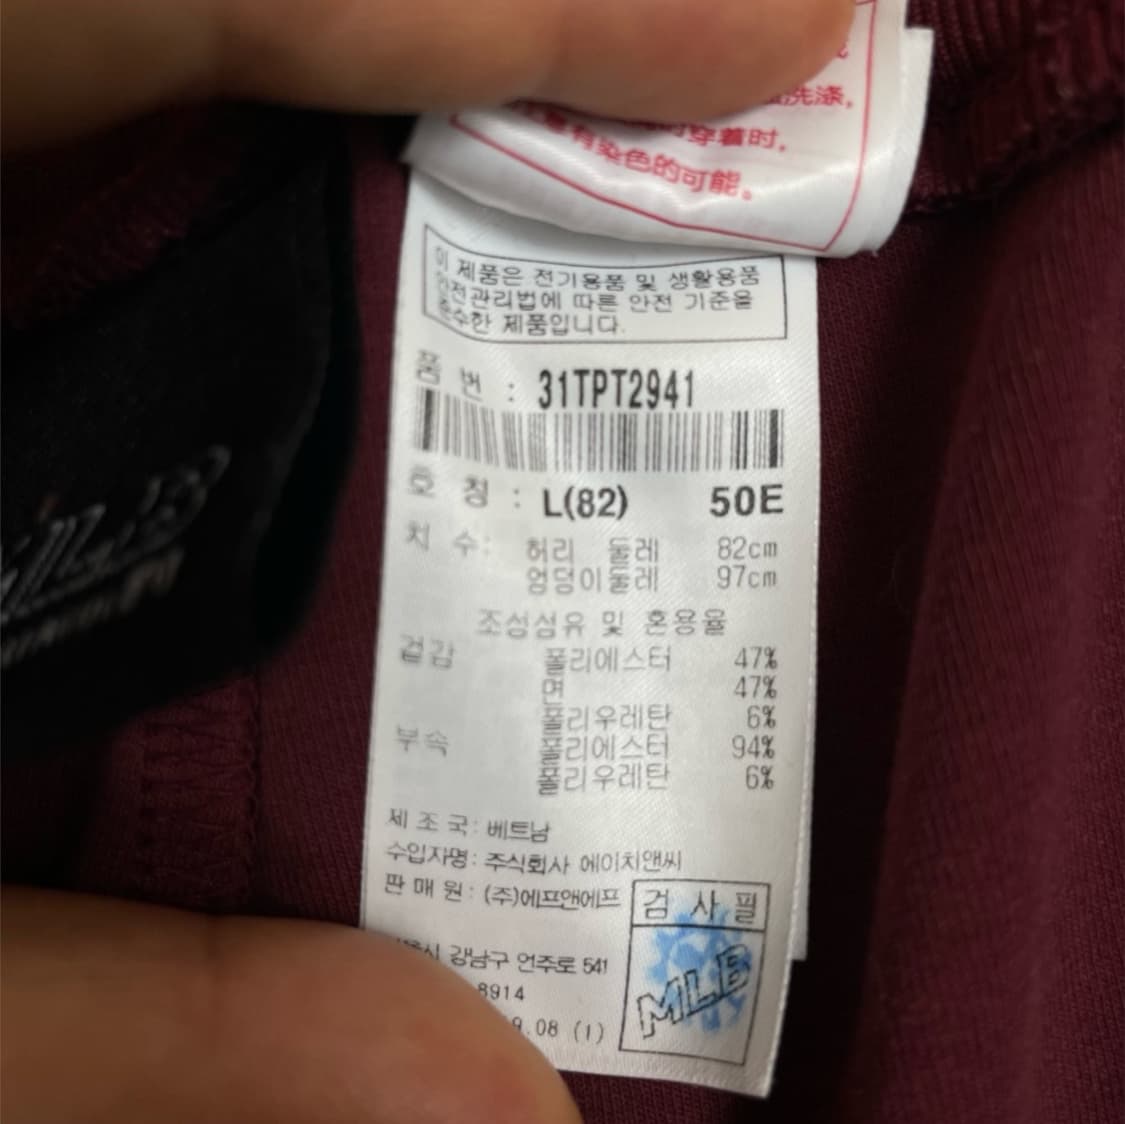 洗涤,
穿着时,
有染色的可能。
이 제품은 전기용품 및 생활용품
안전관리법에 따른 안전 기준을
준수한 제품입니다.
품 번 : 31TPT2941
호 칭 : L(82) 50E
치 수: 허리 둘레 82cm
엉덩이둘레 97cm
조성섬유 및 혼용율
겉감 폴리에스터 47%
면 47%
폴리우레탄 6%
부속 폴리에스터 94%
폴리우레탄 6%
제 조 국: 베트남
수입자명: 주식회사 에이치앤씨
판 매 원: (주)에프앤에프
검 사 필
MLB
강남구 언주로 541
8914
9.08 (1)